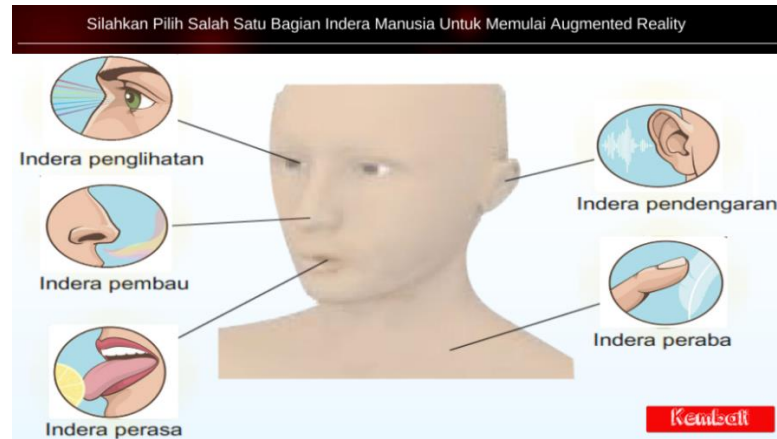 Silahkan Pilih Salah Satu Bagian Indera Manusia Untuk Memulai Augmented Reality
Indera penglihatan
Indera pembau
Indera perasa
Indera pendengaran
Indera peraba
Kembali